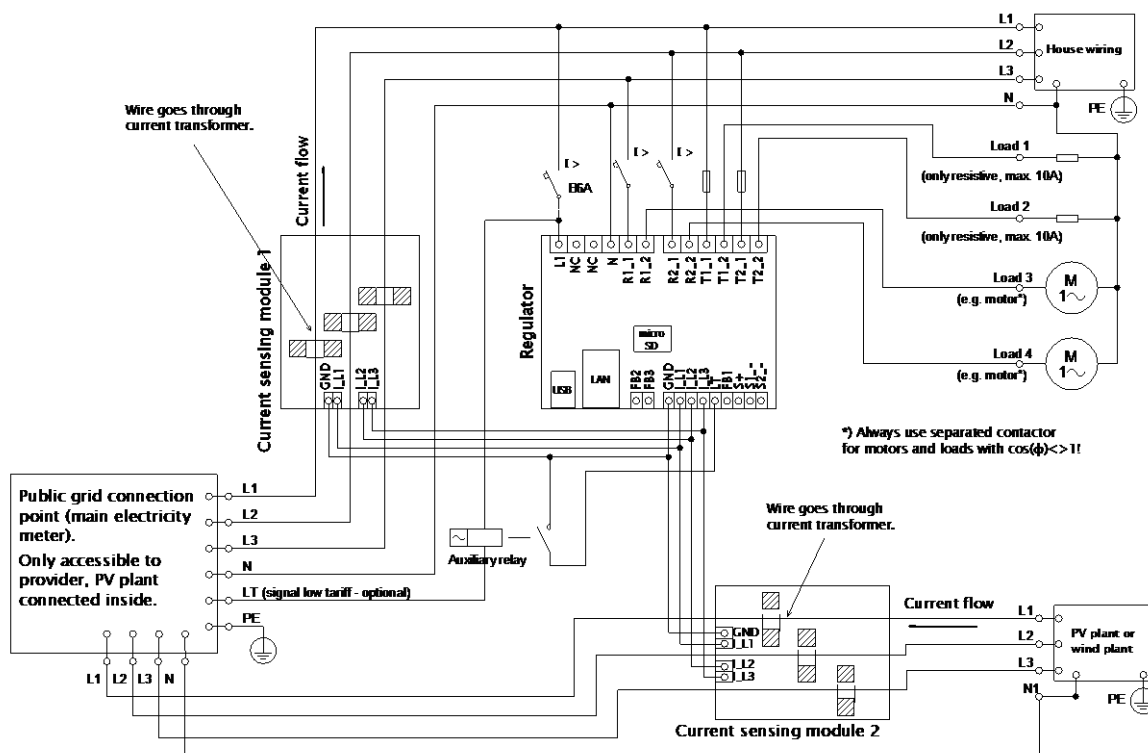 L1
L2
L3
N
House wiring
PE
Wire goes through
current transformer.
Current flow
I >
B6A
I >
I >
Load 1
(only resistive, max. 10A)
Load 2
(only resistive, max. 10A)
Load 3
(e.g. motor*)
M
1~
Load 4
(e.g. motor*)
M
1~
Current sensing module 1
GND
I_L1
I_L2
I_L3
Regulator
L1
NC
NC
N
R1_1
R1_2
R2_1
R2_2
T1_1
T1_2
T2_1
T2_2
micro
SD
USB
LAN
FB2
FB3
GND
I_L1
I_L2
I_L3
LT
FB1
S+
S1_-
S2_-
*) Always use separated contactor
for motors and loads with cos(ϕ)<>1!
Public grid connection
point (main electricity
meter).
Only accessible to
provider, PV plant
connected inside.
L1
L2
L3
N
LT (signal low tariff - optional)
PE
L1
L2
L3
N
~
Auxiliary relay
Wire goes through
current transformer.
GND
I_L1
I_L2
I_L3
Current sensing module 2
Current flow
L1
L2
L3
N1
PV plant or
wind plant
PE